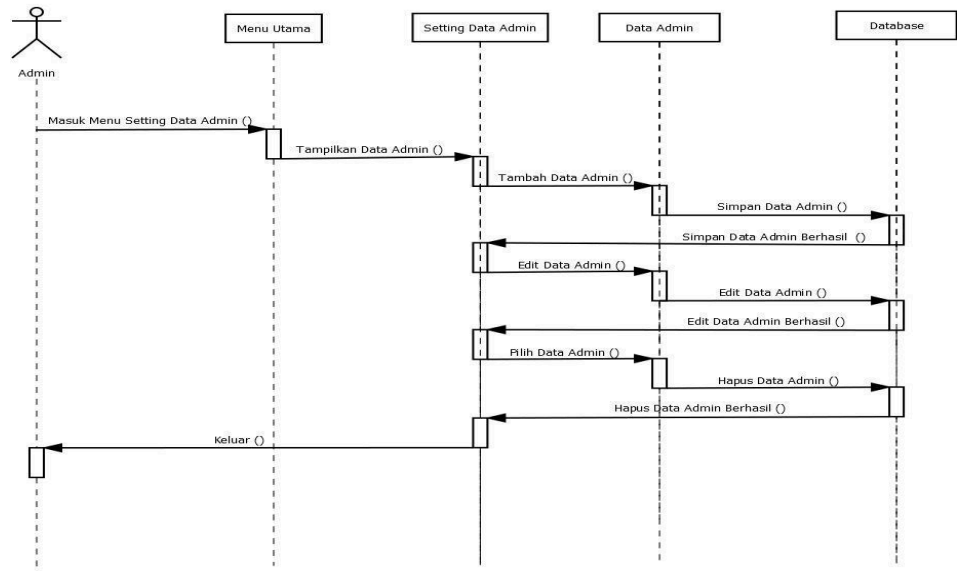 Menu Utama
Setting Data Admin
Data Admin
Database
Admin
Masuk Menu Setting Data Admin ()
Tampilkan Data Admin ()
Tambah Data Admin ()
Simpan Data Admin ()
Simpan Data Admin Berhasil ()
Edit Data Admin ()
Edit Data Admin ()
Edit Data Admin Berhasil ()
Pilih Data Admin ()
Hapus Data Admin ()
Hapus Data Admin Berhasil ()
Keluar ()